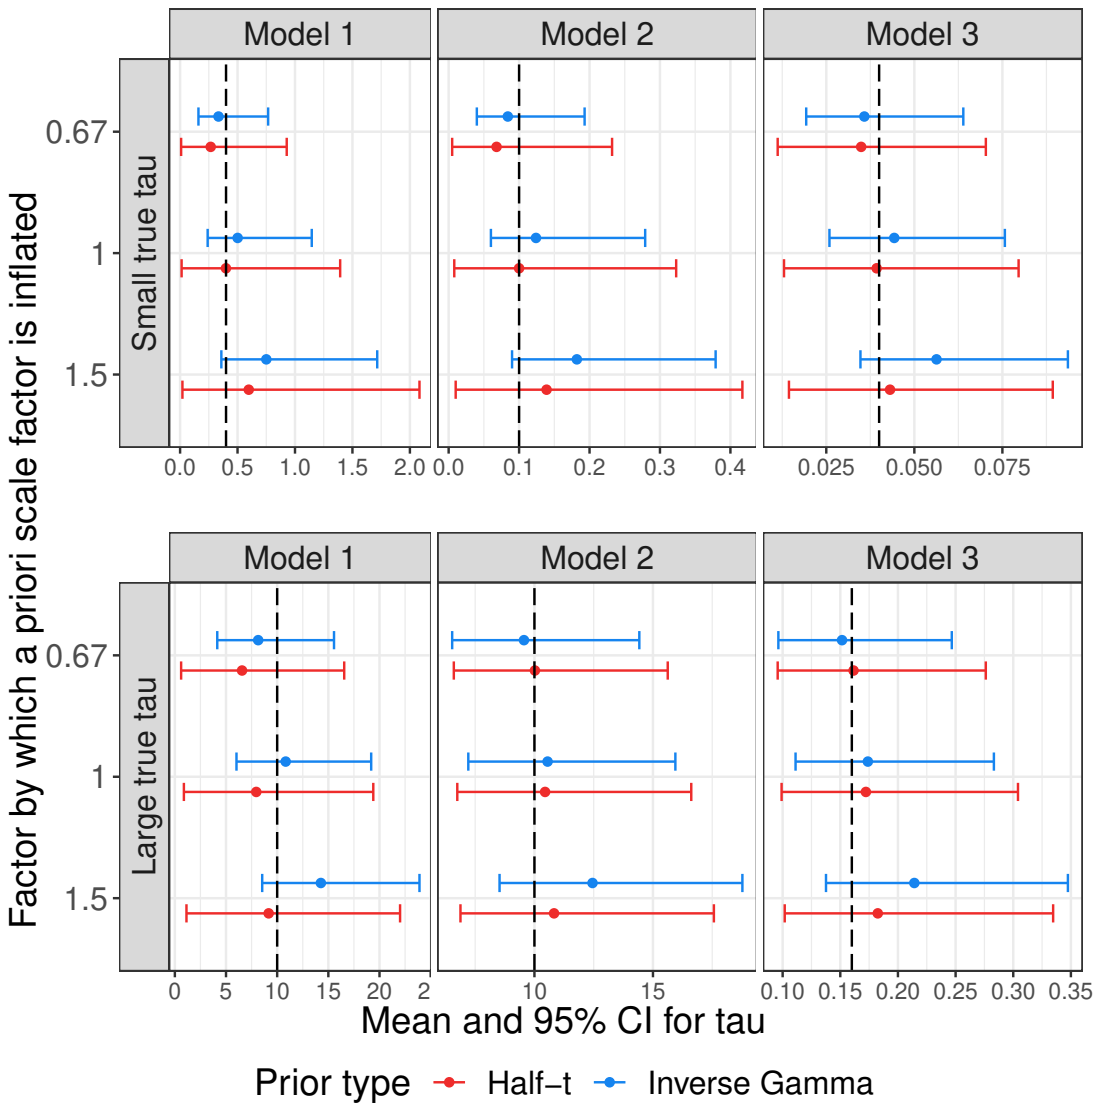 Model 1 Model 2 Model 3
Small true tau
0.67
1
1.5
0.0 0.5 1.0 1.5 2.0 0.0 0.1 0.2 0.3 0.4 0.025 0.050 0.075
Factor by which a priori scale factor is inflated
Model 1 Model 2 Model 3
Large true tau
0.67
1
1.5
0 5 10 15 20 2 10 15 0.10 0.15 0.20 0.25 0.30 0.35
Mean and 95% CI for tau
Prior type Half−t Inverse Gamma